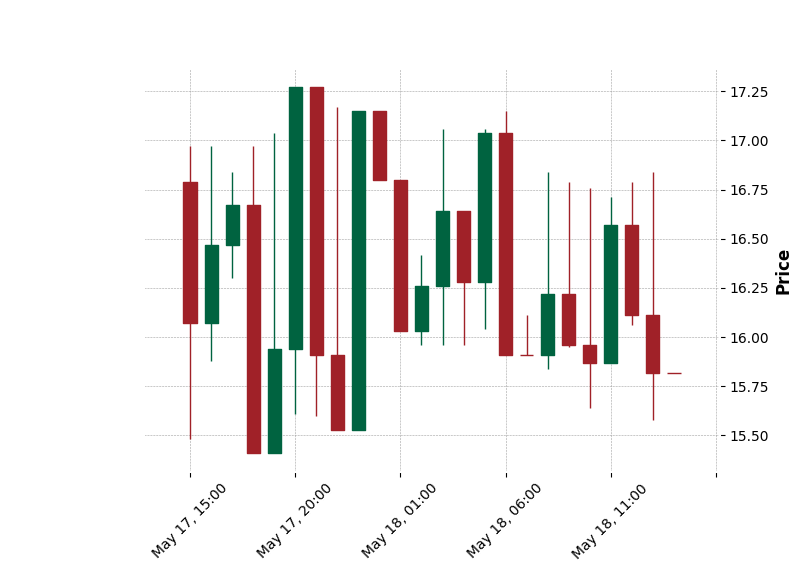 17.25
17.00
16.75
16.50
16.25
16.00
15.75
15.50
Price
May 17, 15:00
May 17, 20:00
May 18, 01:00
May 18, 06:00
May 18, 11:00